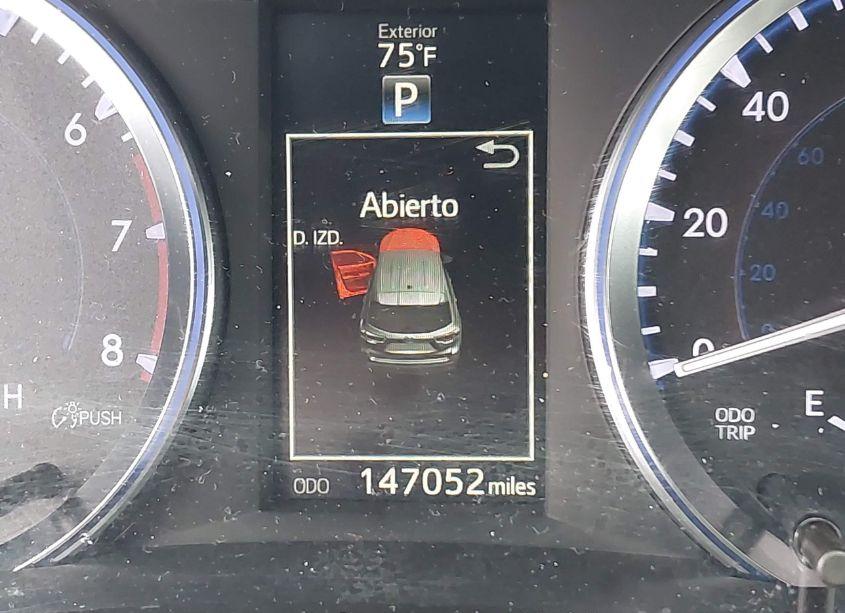 Exterior
75°F
P
Abierto
D. IZD.
ODO 147052 miles
6
7
8
H
PUSH
40
20
0
60
40
20
0
ODO
TRIP
E